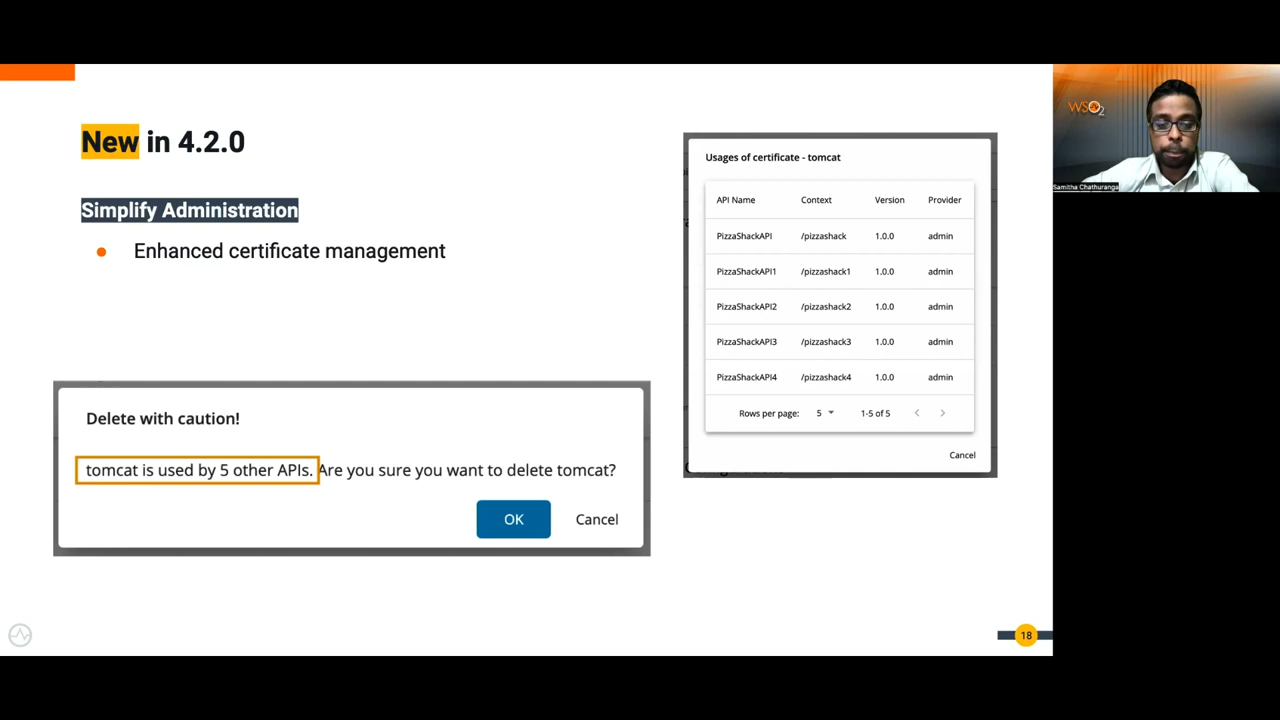 New in 4.2.0
Simplify Administration
● Enhanced certificate management
Delete with caution!
tomcat is used by 5 other APIs. Are you sure you want to delete tomcat?
OK Cancel
Usages of certificate - tomcat
API Name Context Version Provider
PizzaShackAPI /pizzashack 1.0.0 admin
PizzaShackAPI1 /pizzashack1 1.0.0 admin
PizzaShackAPI2 /pizzashack2 1.0.0 admin
PizzaShackAPI3 /pizzashack3 1.0.0 admin
PizzaShackAPI4 /pizzashack4 1.0.0 admin
Rows per page: 5 1-5 of 5
Cancel
18
WSO2
Samitha Chathuranga